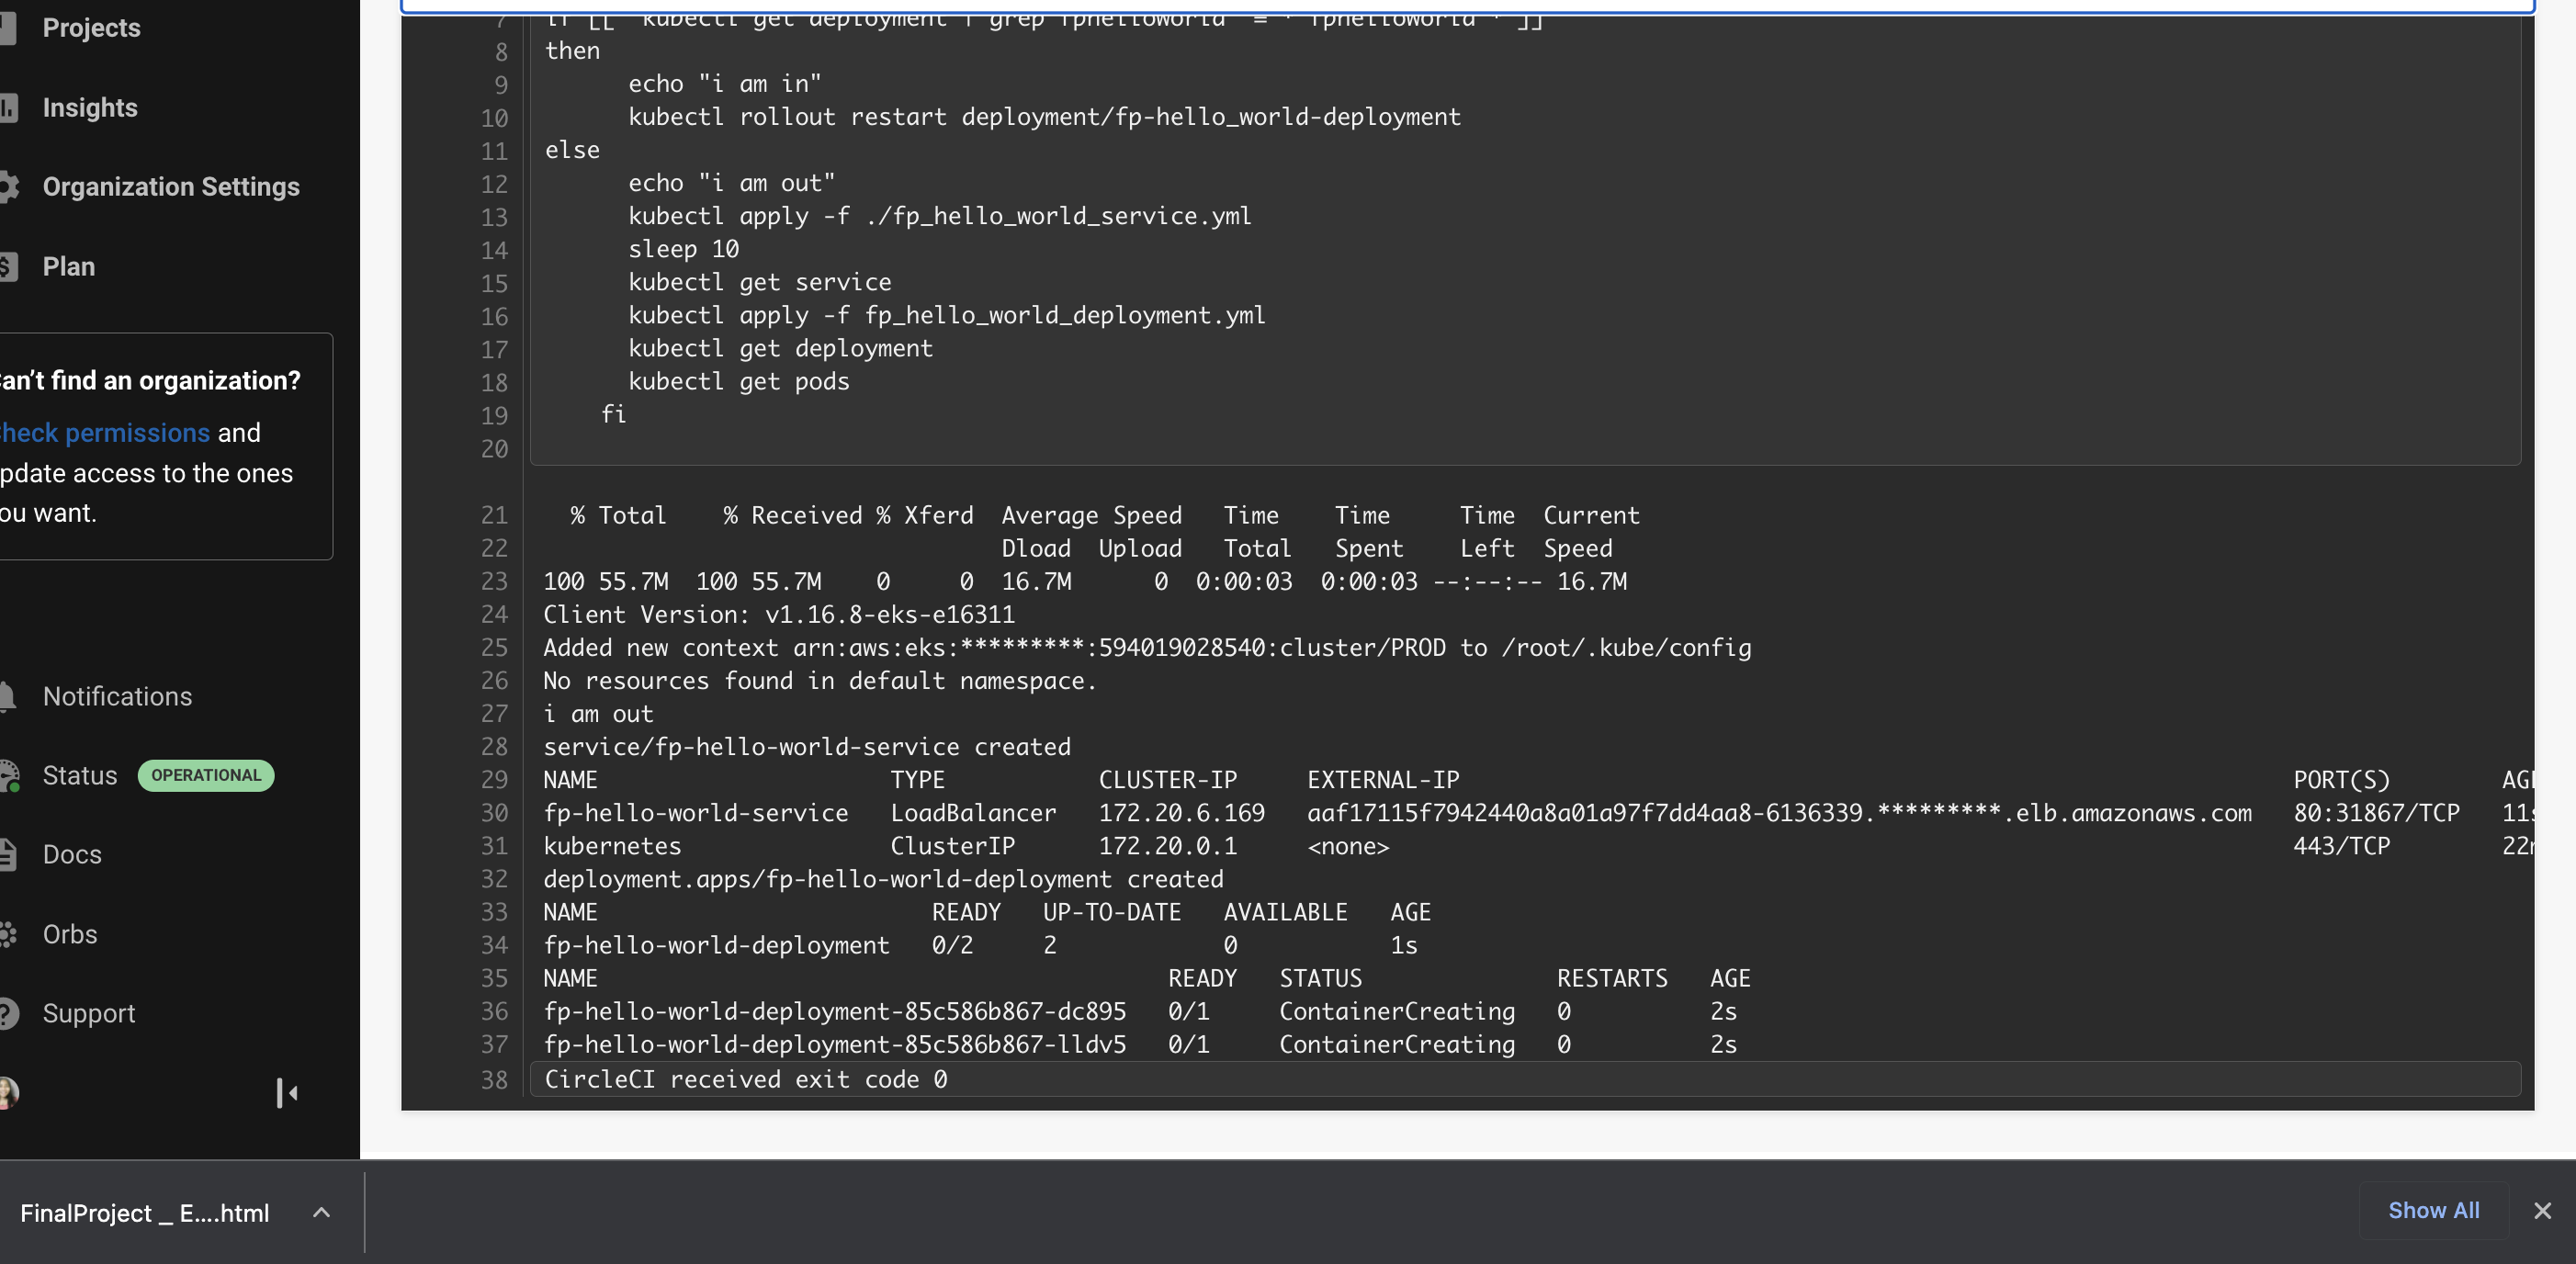 Projects
Insights
Organization Settings
Plan
an't find an organization?
heck permissions and
pdate access to the ones
ou want.
Notifications
Status OPERATIONAL
Docs
Orbs
Support
7 if [[ kubectl get deployment | grep fphelloworld = * fphelloworld * ]]
8 then
9 echo "i am in"
10 kubectl rollout restart deployment/fp-hello_world-deployment
11 else
12 echo "i am out"
13 kubectl apply -f ./fp_hello_world_service.yml
14 sleep 10
15 kubectl get service
16 kubectl apply -f fp_hello_world_deployment.yml
17 kubectl get deployment
18 kubectl get pods
19 fi
20
21 % Total % Received % Xferd Average Speed Time Time Time Current
22 Dload Upload Total Spent Left Speed
23 100 55.7M 100 55.7M 0 0 16.7M 0 0:00:03 0:00:03 --:--:-- 16.7M
24 Client Version: v1.16.8-eks-e16311
25 Added new context arn:aws:eks:*********:594019028540:cluster/PROD to /root/.kube/config
26 No resources found in default namespace.
27 i am out
28 service/fp-hello-world-service created
29 NAME TYPE CLUSTER-IP EXTERNAL-IP PORT(S) AG
30 fp-hello-world-service LoadBalancer 172.20.6.169 aaf17115f7942440a8a01a97f7dd4aa8-6136339.*********.elb.amazonaws.com 80:31867/TCP 11s
31 kubernetes ClusterIP 172.20.0.1 <none> 443/TCP 22
32 deployment.apps/fp-hello-world-deployment created
33 NAME READY UP-TO-DATE AVAILABLE AGE
34 fp-hello-world-deployment 0/2 2 0 1s
35 NAME READY STATUS RESTARTS AGE
36 fp-hello-world-deployment-85c586b867-dc895 0/1 ContainerCreating 0 2s
37 fp-hello-world-deployment-85c586b867-lldv5 0/1 ContainerCreating 0 2s
38 CircleCI received exit code 0
FinalProject _ E....html
Show All